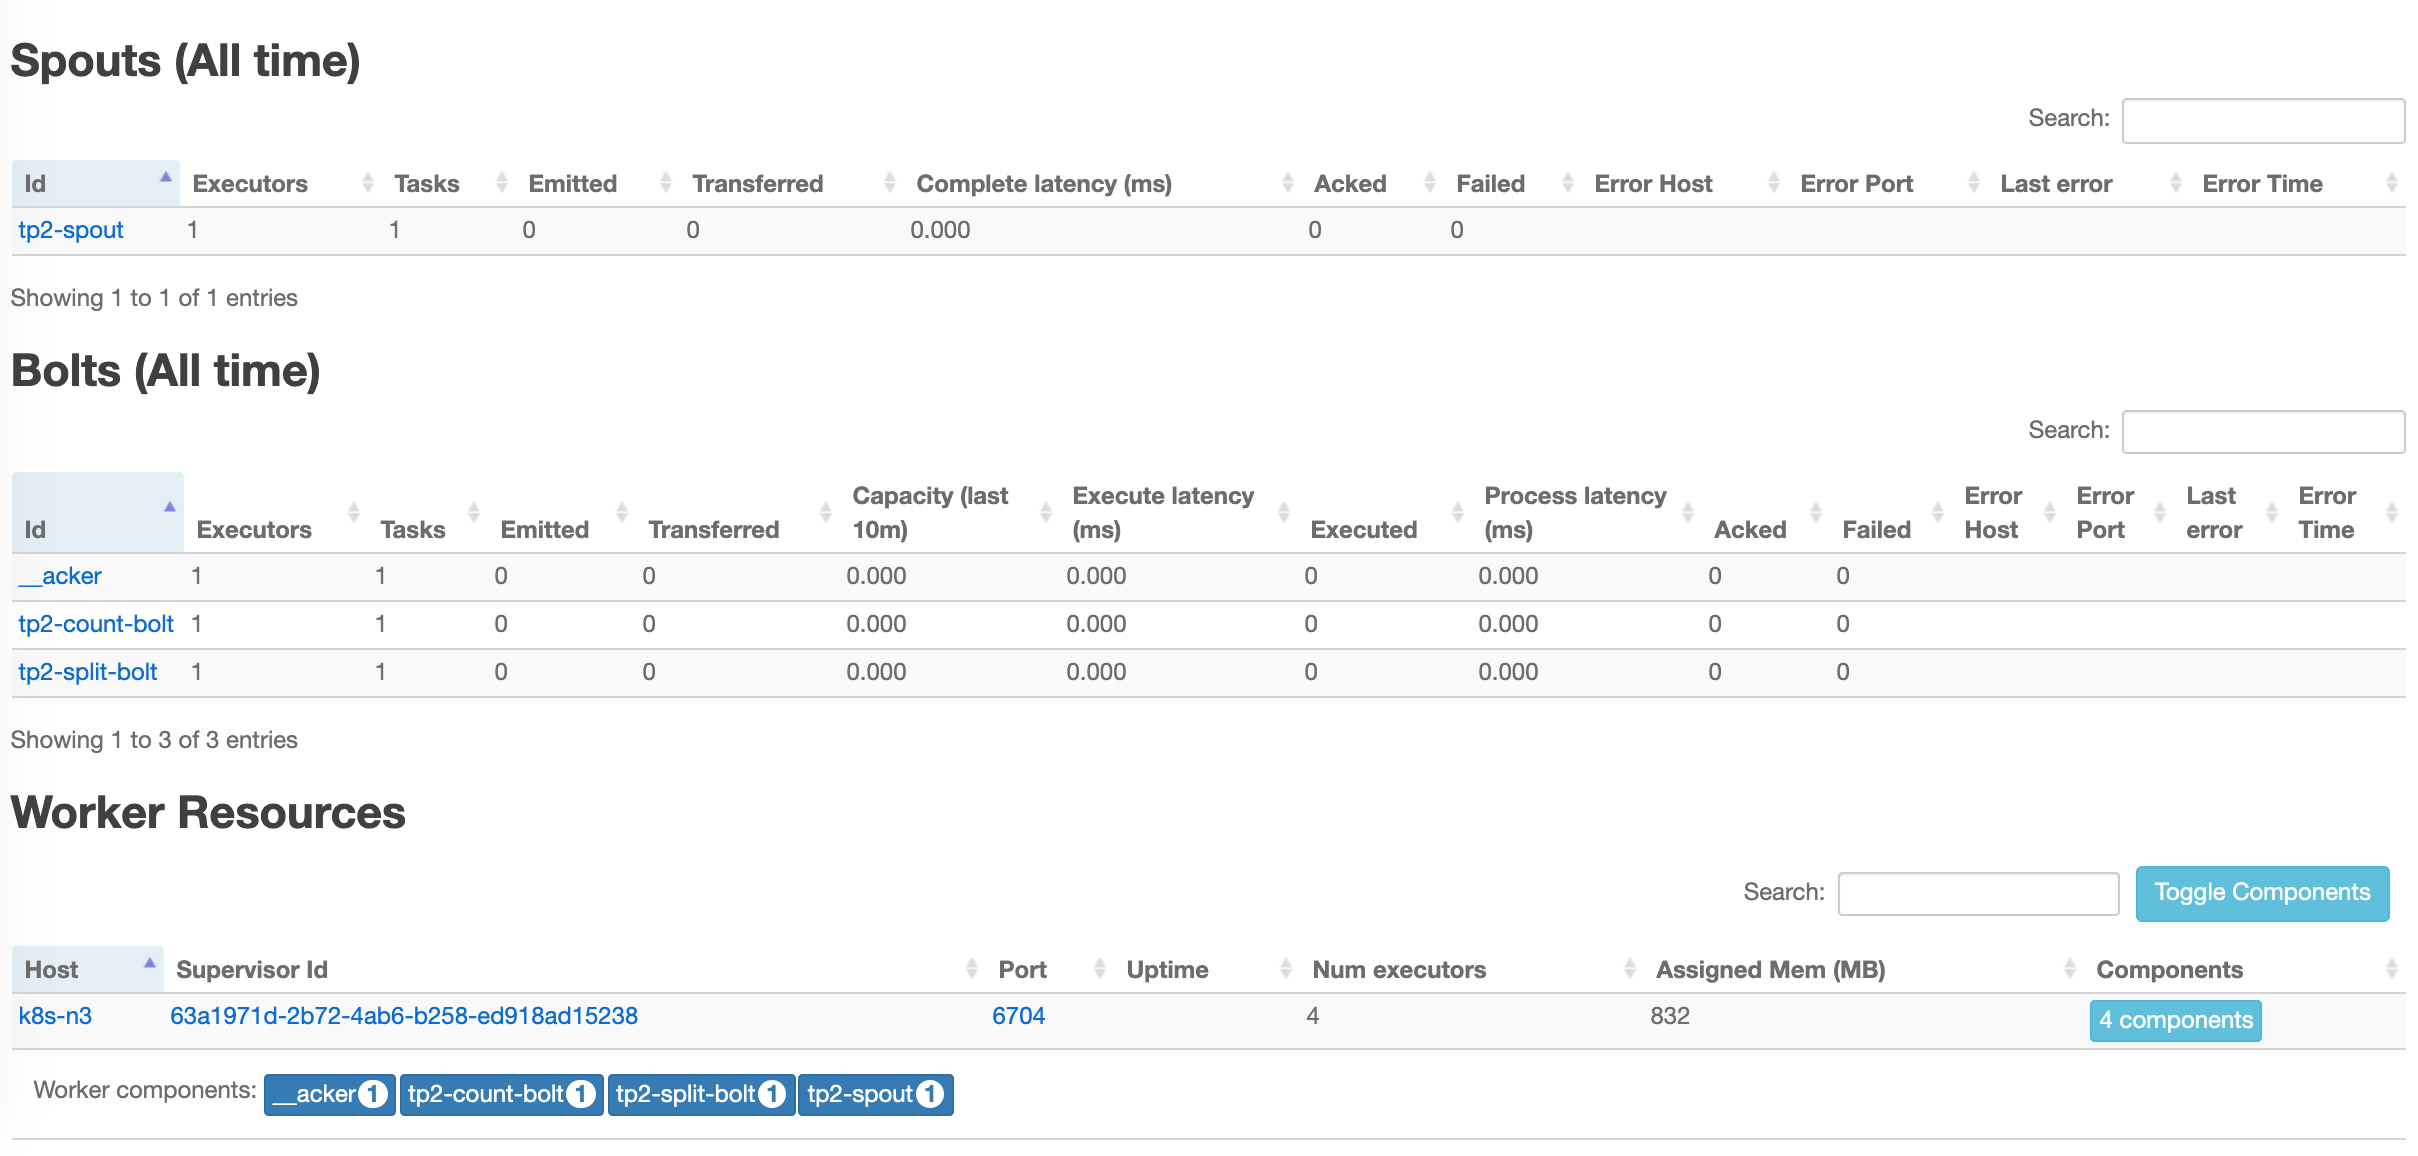 Spouts (All time)
Search:
Id Executors Tasks Emitted Transferred Complete latency (ms) Acked Failed Error Host Error Port Last error Error Time
tp2-spout 1 1 0 0 0.000 0 0
Showing 1 to 1 of 1 entries
Bolts (All time)
Search:
Id Executors Tasks Emitted Transferred Capacity (last 10m) Execute latency (ms) Executed Process latency (ms) Acked Failed Error Host Error Port Last error Error Time
__acker 1 1 0 0 0.000 0.000 0 0.000 0 0
tp2-count-bolt 1 1 0 0 0.000 0.000 0 0.000 0 0
tp2-split-bolt 1 1 0 0 0.000 0.000 0 0.000 0 0
Showing 1 to 3 of 3 entries
Worker Resources
Search: Toggle Components
Host Supervisor Id Port Uptime Num executors Assigned Mem (MB) Components
k8s-n3 63a1971d-2b72-4ab6-b258-ed918ad15238 6704 4 832 4 components
Worker components: __acker 1 tp2-count-bolt 1 tp2-split-bolt 1 tp2-spout 1